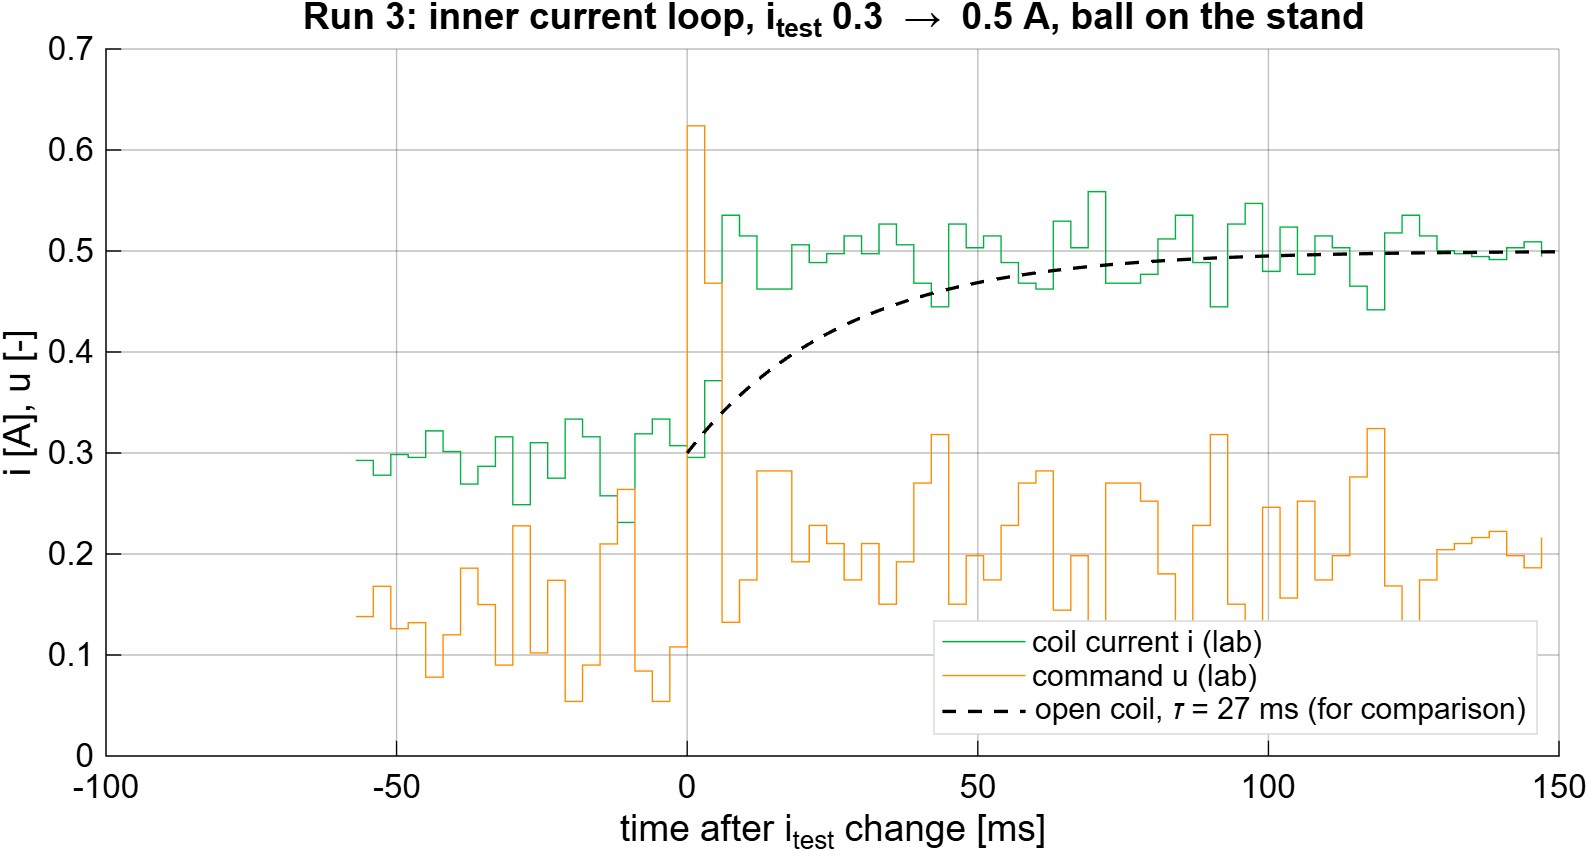 Run 3: inner current loop, i_test 0.3 → 0.5 A, ball on the stand
i [A], u [-]
0.7
0.6
0.5
0.4
0.3
0.2
0.1
0
coil current i (lab)
command u (lab)
open coil, τ = 27 ms (for comparison)
-100 -50 0 50 100 150
time after i_test change [ms]